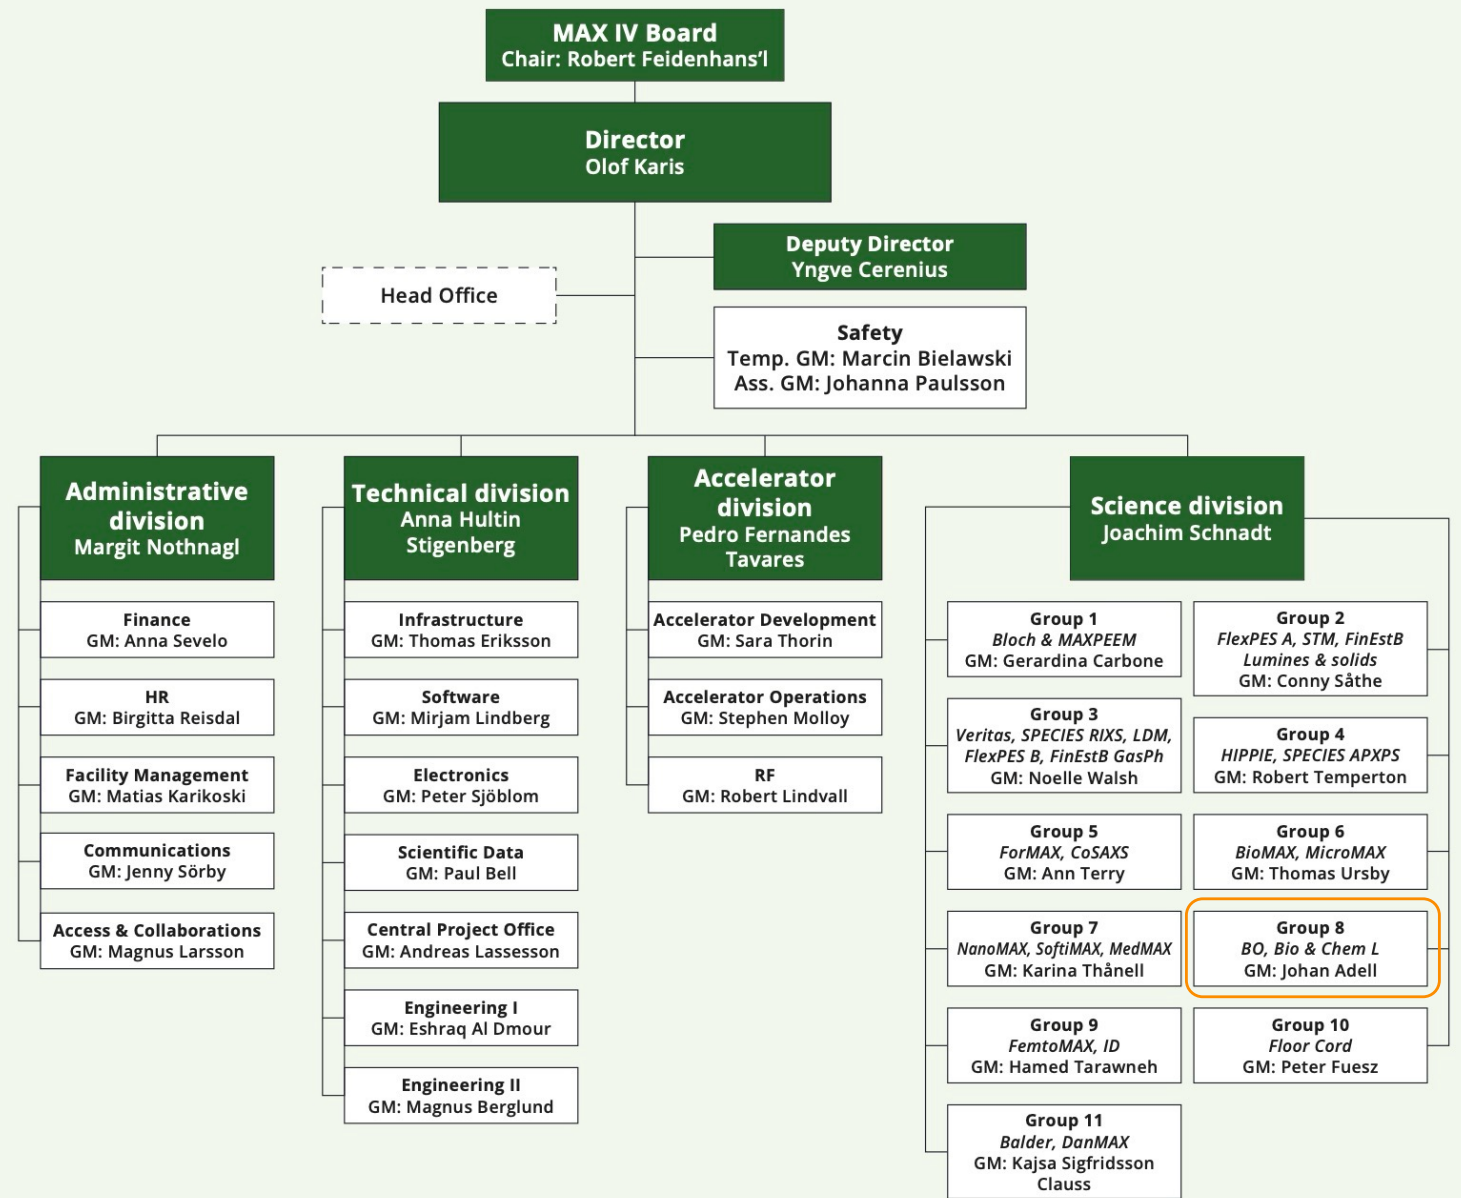 MAX IV Board
Chair: Robert Feidenhans’l
Director
Olof Karis
Deputy Director
Yngve Cerenius
Head Office
Safety
Temp. GM: Marcin Bielawski
Ass. GM: Johanna Paulsson
Administrative
division
Margit Nothnagl
Finance
GM: Anna Sevelo
HR
GM: Birgitta Reisdal
Facility Management
GM: Matias Karikoski
Communications
GM: Jenny Sörby
Access & Collaborations
GM: Magnus Larsson
Technical division
Anna Hultin
Stigenberg
Infrastructure
GM: Thomas Eriksson
Software
GM: Mirjam Lindberg
Electronics
GM: Peter Sjöblom
Scientific Data
GM: Paul Bell
Central Project Office
GM: Andreas Lassesson
Engineering I
GM: Eshraq Al Dmour
Engineering II
GM: Magnus Berglund
Accelerator
division
Pedro Fernandes
Tavares
Accelerator Development
GM: Sara Thorin
Accelerator Operations
GM: Stephen Molloy
RF
GM: Robert Lindvall
Science division
Joachim Schnadt
Group 1
Bloch & MAXPEEM
GM: Gerardina Carbone
Group 2
FlexPES A, STM, FinEstB
Lumines & solids
GM: Conny Såthe
Group 3
Veritas, SPECIES RIXS, LDM,
FlexPES B, FinEstB GasPh
GM: Noelle Walsh
Group 4
HIPPIE, SPECIES APXPS
GM: Robert Temperton
Group 5
ForMAX, CoSAXS
GM: Ann Terry
Group 6
BioMAX, MicroMAX
GM: Thomas Ursby
Group 7
NanoMAX, SoftiMAX, MedMAX
GM: Karina Thånell
Group 8
BO, Bio & Chem L
GM: Johan Adell
Group 9
FemtoMAX, ID
GM: Hamed Tarawneh
Group 10
Floor Cord
GM: Peter Fuesz
Group 11
Balder, DanMAX
GM: Kajsa Sigfridsson
Clauss